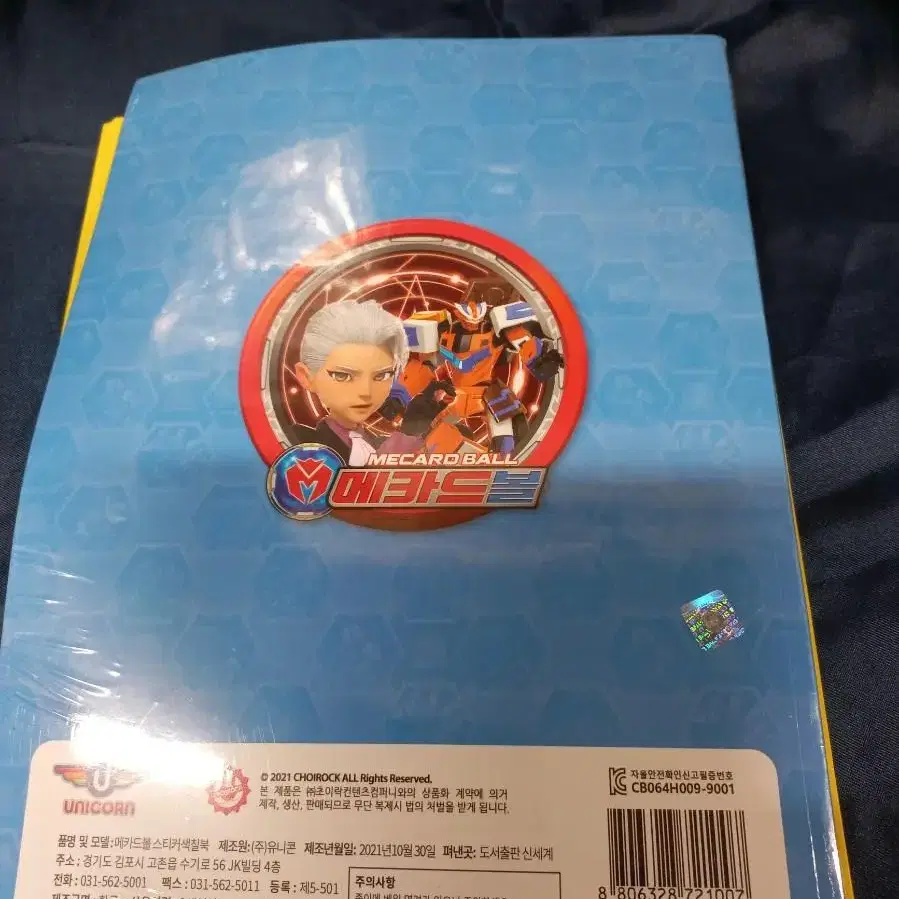 MECARD BALL
M 메카드볼
U
UNICORN
© 2021 CHOIROCK ALL Rights Reserved.
본 제품은 ㈜초이락컨텐츠컴퍼니와의 상품화 계약에 의거
제작, 생산, 판매되므로 무단 복제시 법의 처벌을 받게 됩니다.
자율안전확인신고필증번호
CB064H009-9001
품명 및 모델:메카드볼 스티커색칠북 제조원:(주)유니콘 제조년월일: 2021년10월 30일 펴낸곳: 도서출판 신세계
주소 : 경기도 김포시 고촌읍 수기로 56 JK빌딩 4층
전화 : 031-562-5001 팩스 : 031-562-5011 등록 : 제5-501
주의사항
8 806328 721007